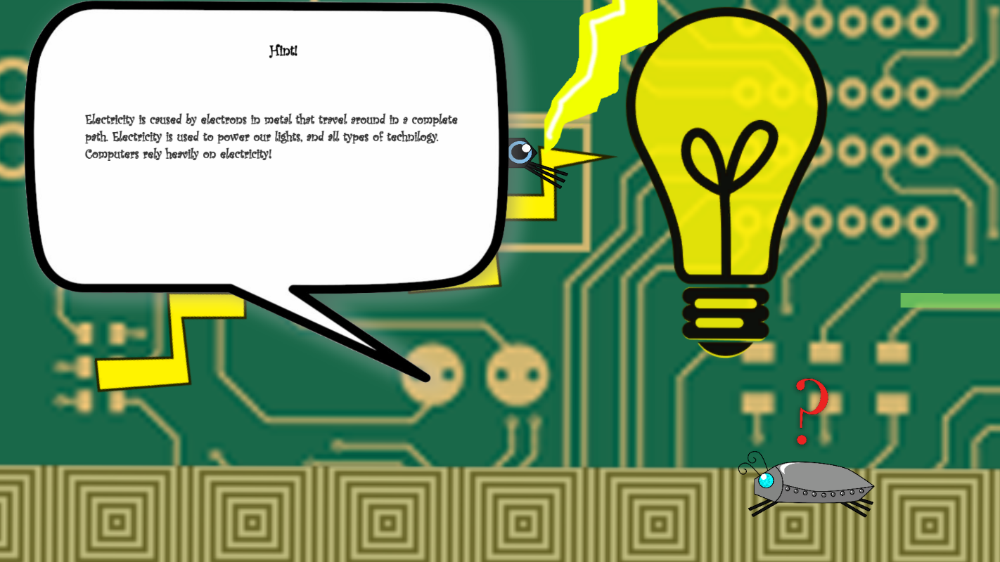 Hint!
Electricity is caused by electrons in metal that travel around in a complete
path. Electricity is used to power our lights, and all types of technilogy.
Computers rely heavily on electricity!
?